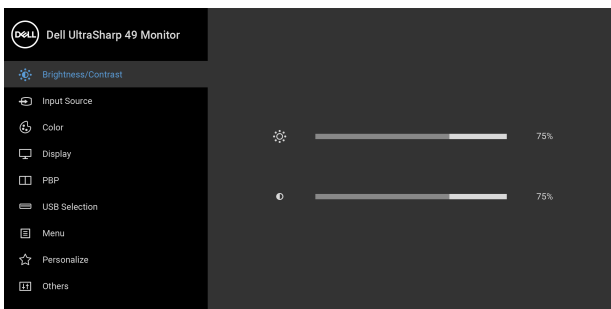 DELL Dell UltraSharp 49 Monitor
Brightness/Contrast
Input Source
Color
75%
Display
PBP
75%
USB Selection
Menu
Personalize
Others